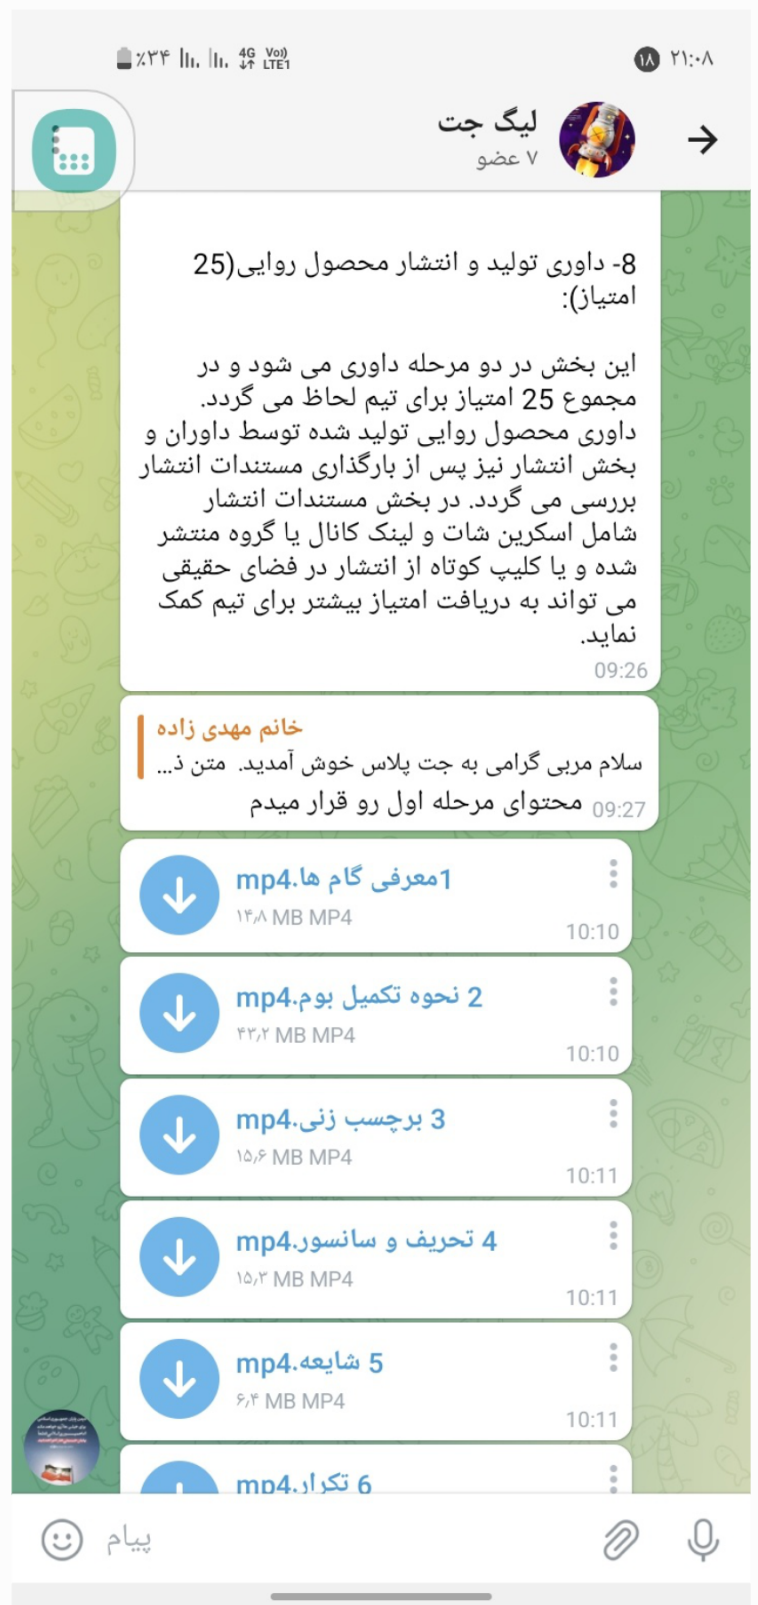 ٪۳۴ 4G Vo)) LTE1
۱۸ ۲۱:۰۸
لیگ جت
۷ عضو
8- داوری تولید و انتشار محصول روایی(25
امتیاز):
این بخش در دو مرحله داوری می شود و در
مجموع 25 امتیاز برای تیم لحاظ می گردد.
داوری محصول روایی تولید شده توسط داوران و
بخش انتشار نیز پس از بارگذاری مستندات انتشار
بررسی می گردد. در بخش مستندات انتشار
شامل اسکرین شات و لینک کانال یا گروه منتشر
شده و یا کلیپ کوتاه از انتشار در فضای حقیقی
می تواند به دریافت امتیاز بیشتر برای تیم کمک
نماید.
09:26
خانم مهدی زاده
سلام مربی گرامی به جت پلاس خوش آمدید. متن ذ...
محتوای مرحله اول رو قرار میدم
09:27
1معرفی گام ها.mp4
۱۴٫۸ MB MP4
10:10
2 نحوه تکمیل بوم.mp4
۴۳٫۲ MB MP4
10:10
3 برچسب زنی.mp4
۱۵٫۶ MB MP4
10:11
4 تحریف و سانسور.mp4
۱۵٫۳ MB MP4
10:11
5 شایعه.mp4
۶٫۴ MB MP4
10:11
6 تکرار.mp4
پیام